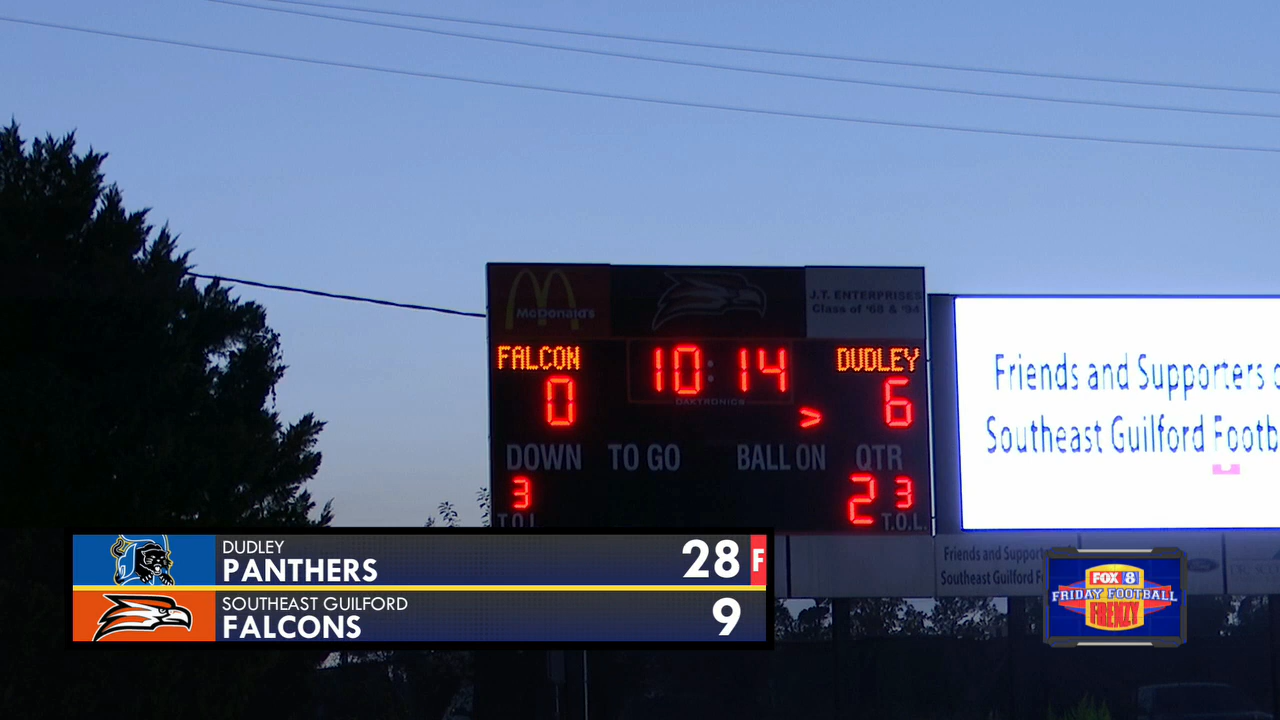 McDonald's
J.T. ENTERPRISES
Class of '68 & '94
FALCON
10:14
DUDLEY
0
DAKTRONICS
>
6
DOWN
TO GO
BALL ON
QTR
3
2
3
T.O.L.
T.O.L.
Friends and Supporters
Southeast Guilford Footb
Friends and Supporte
Southeast Guilford F
Ford
DUDLEY
PANTHERS
28
F
SOUTHEAST GUILFORD
FALCONS
9
FOX 8
FRIDAY FOOTBALL
FRENZY